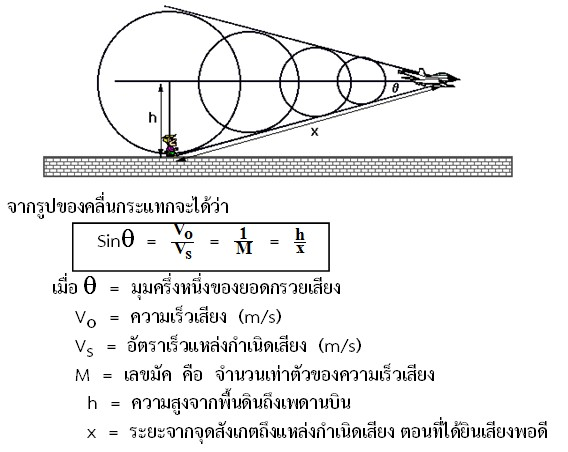 θ
h
x
จากรูปของคลื่นกระแทกจะได้ว่า
Sinθ = Vo/Vs = 1/M = h/x
เมื่อ θ = มุมครึ่งหนึ่งของยอดกรวยเสียง
Vo = ความเร็วเสียง (m/s)
Vs = อัตราเร็วแหล่งกำเนิดเสียง (m/s)
M = เลขมัค คือ จำนวนเท่าตัวของความเร็วเสียง
h = ความสูงจากพื้นดินถึงเพดานบิน
x = ระยะจากจุดสังเกตถึงแหล่งกำเนิดเสียง ตอนที่ได้ยินเสียงพอดี